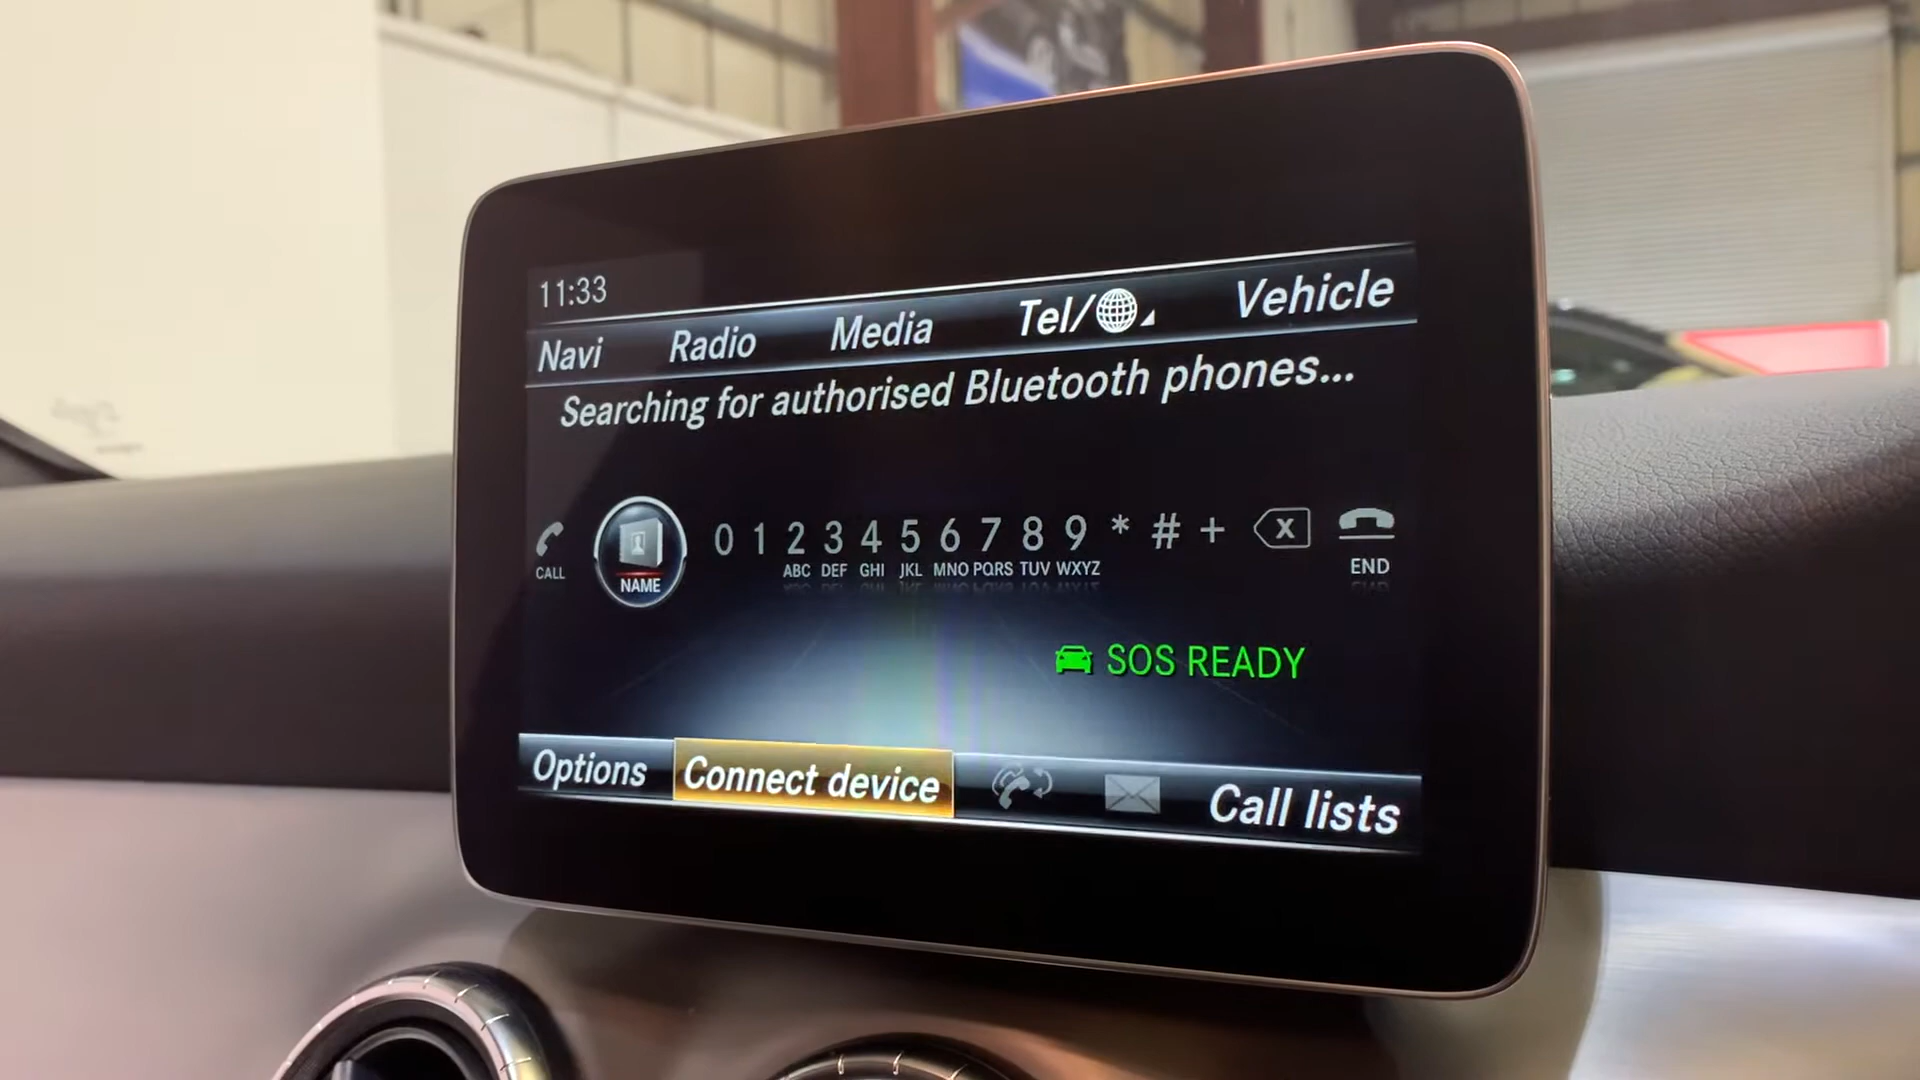 11:33
Navi Radio Media Tel/ Vehicle
Searching for authorised Bluetooth phones...
0 1 2 3 4 5 6 7 8 9 * # + X
CALL NAME ABC DEF GHI JKL MNO PQRS TUV WXYZ END
SOS READY
Options Connect device Call lists